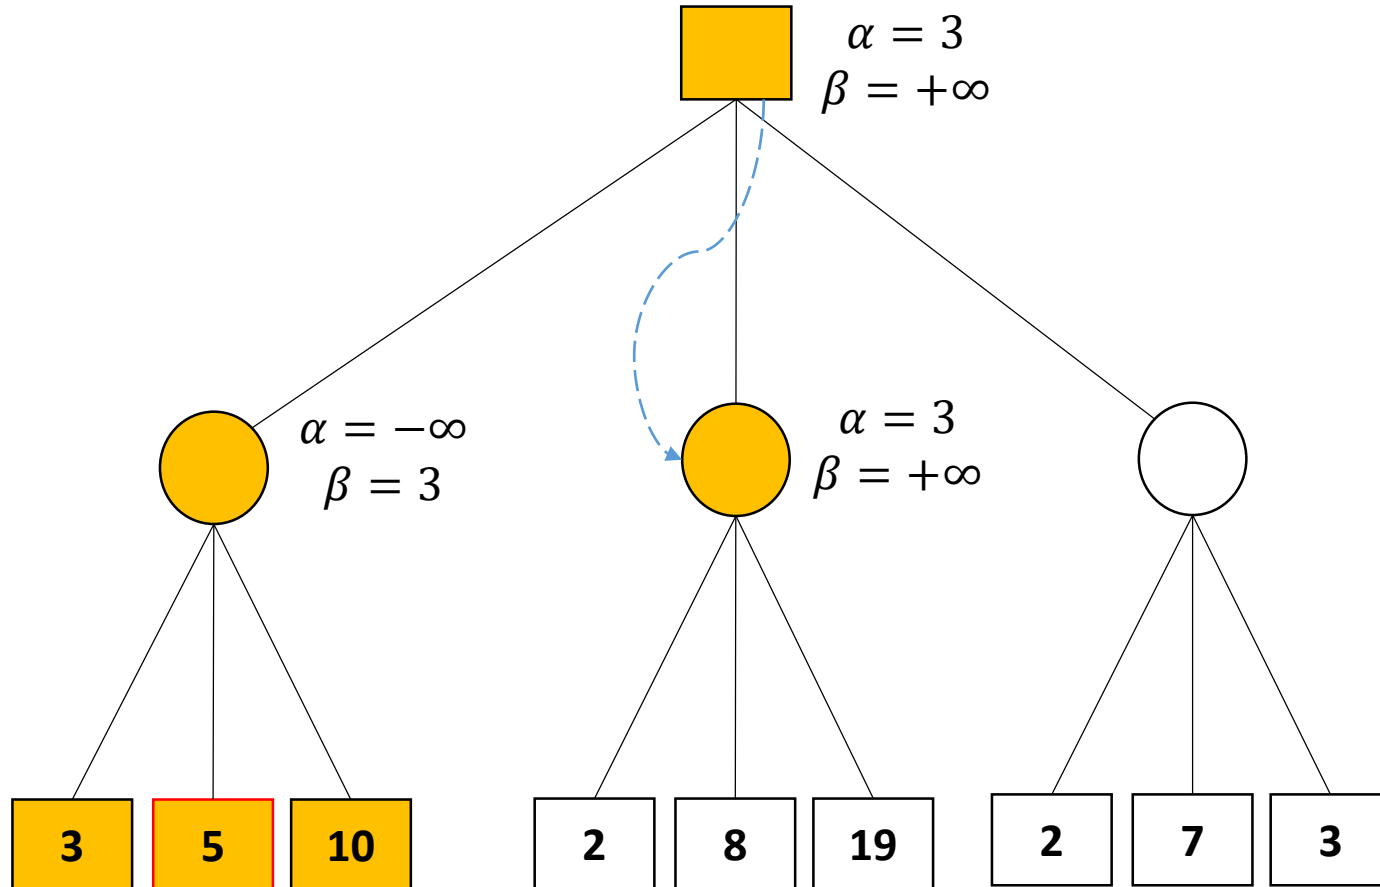 α = 3
β = +∞
α = −∞
β = 3
α = 3
β = +∞
3 5 10 2 8 19 2 7 3